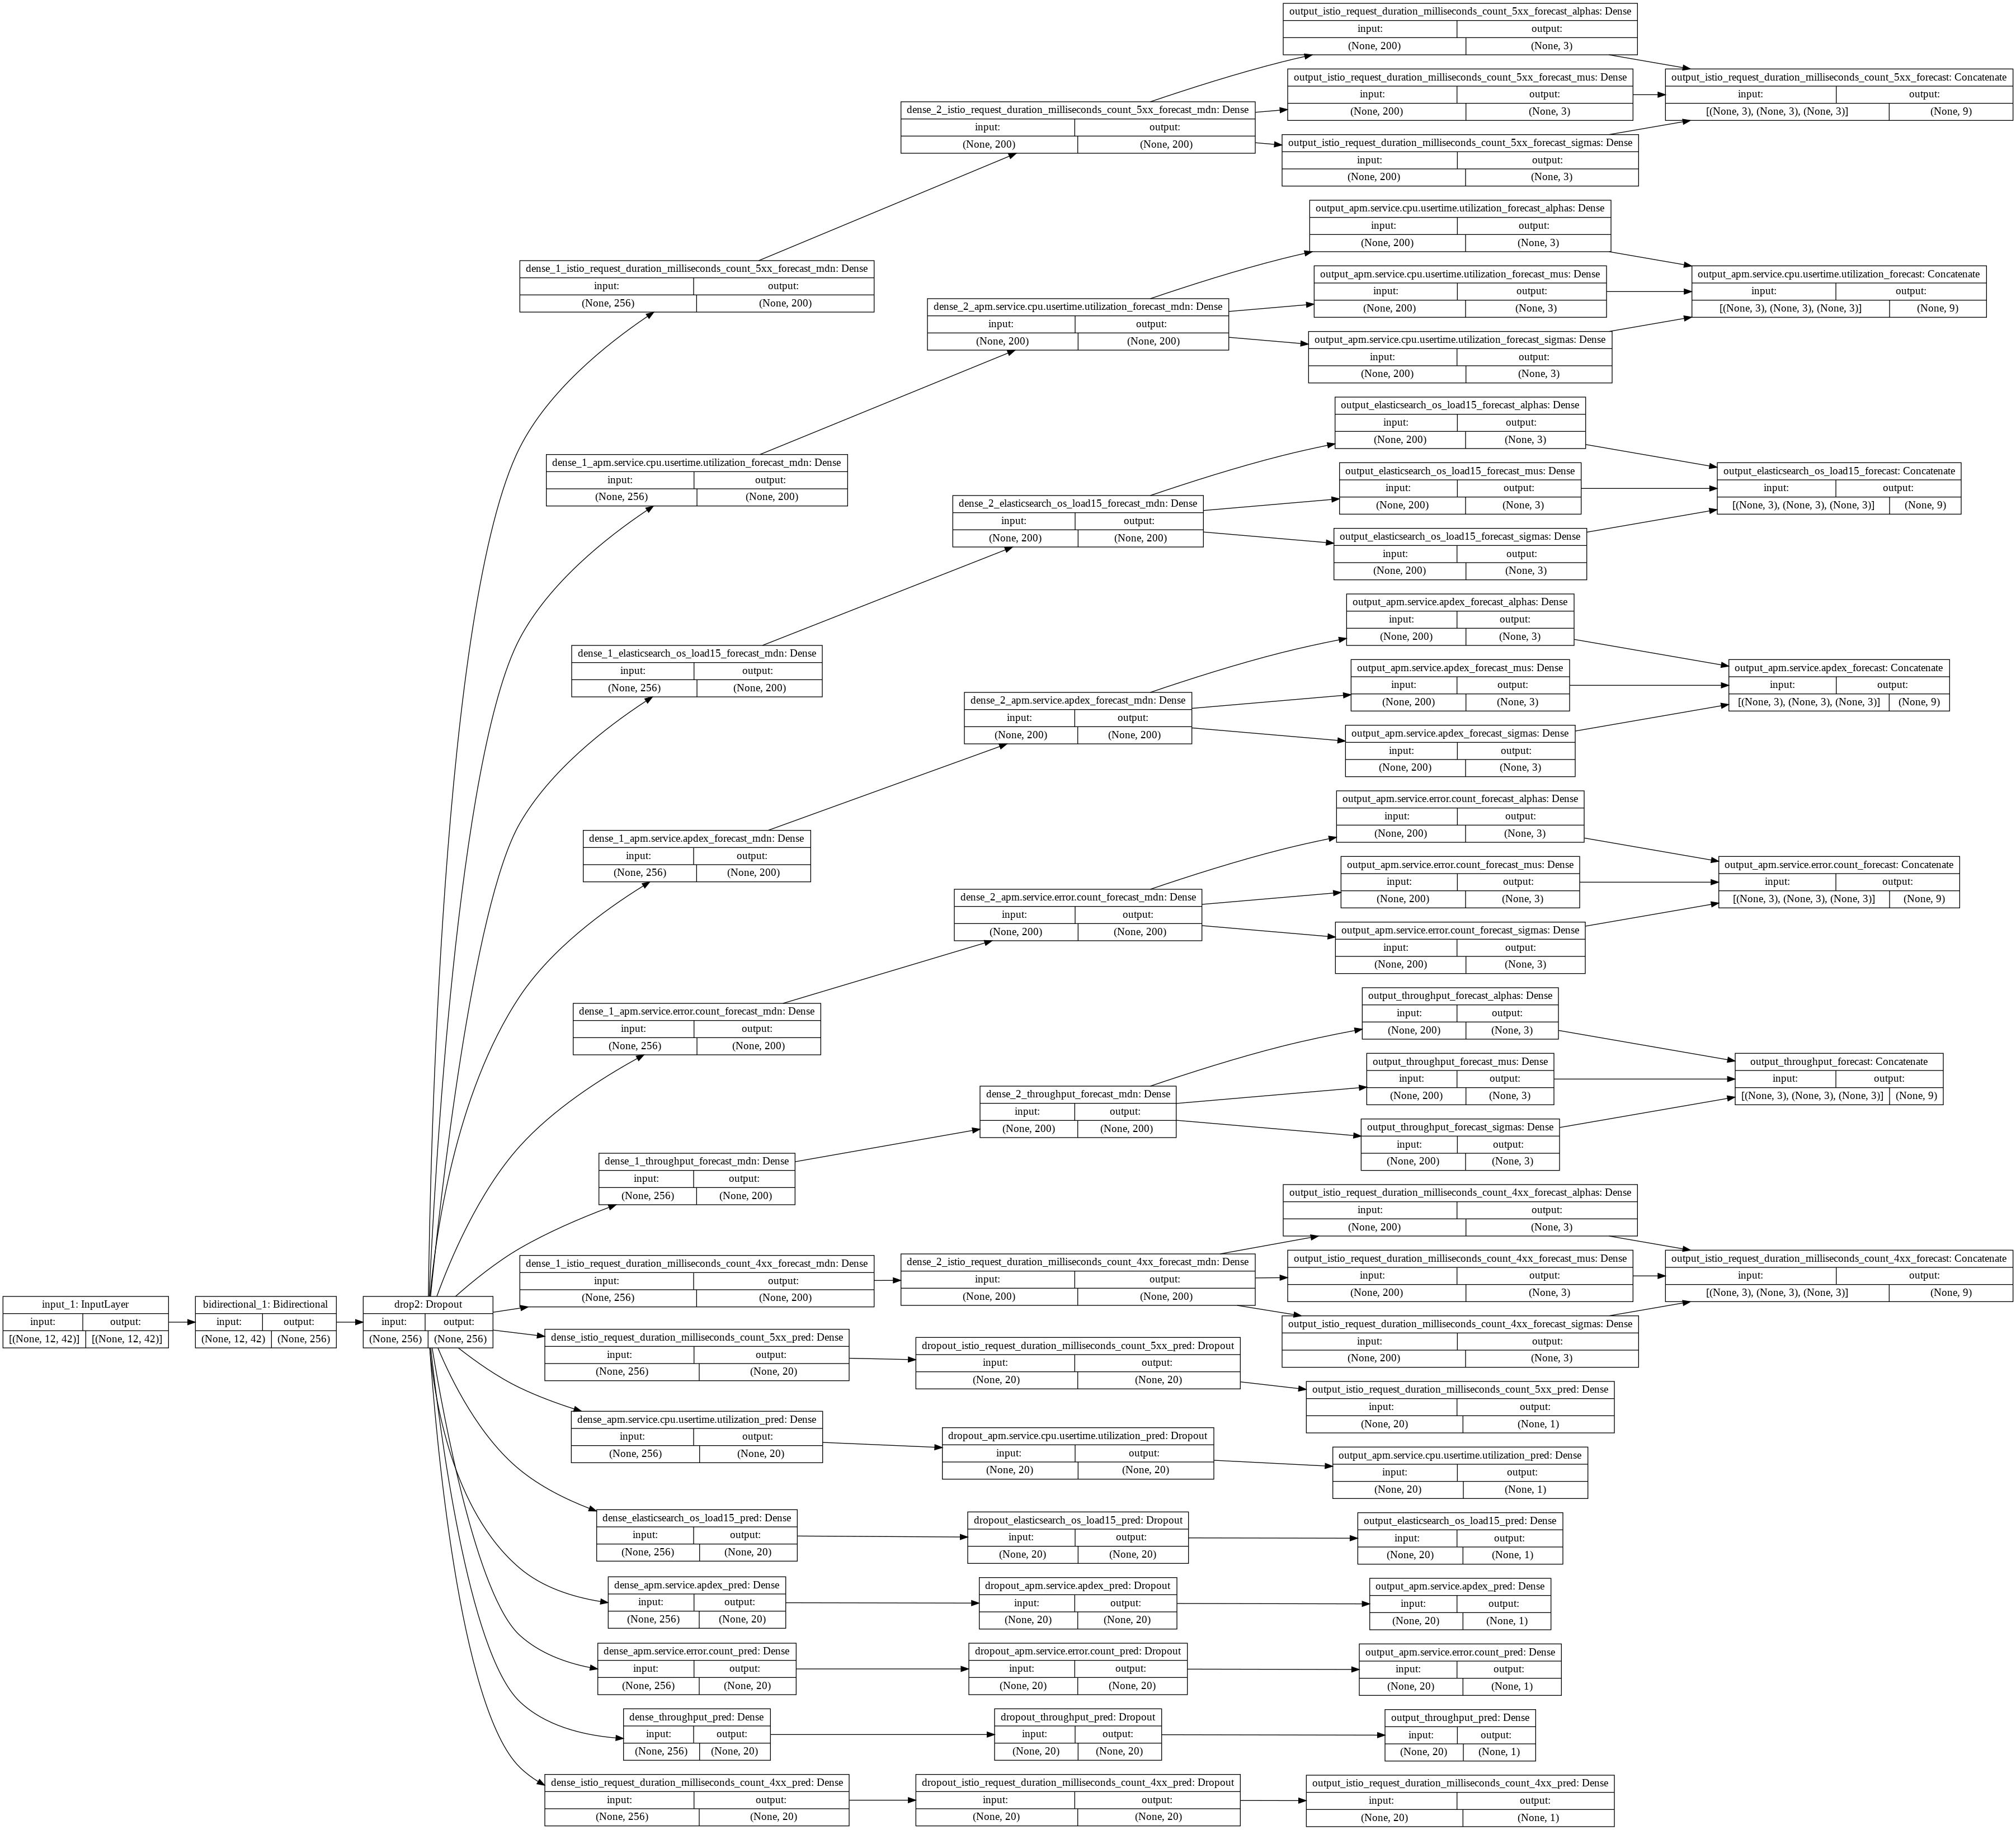 input_1: InputLayer
input: output:
[(None, 12, 42)] [(None, 12, 42)]
bidirectional_1: Bidirectional
input: output:
(None, 12, 42) (None, 256)
drop2: Dropout
input: output:
(None, 256) (None, 256)
dense_1_istio_request_duration_milliseconds_count_5xx_forecast_mdn: Dense
input: output:
(None, 256) (None, 200)
dense_2_istio_request_duration_milliseconds_count_5xx_forecast_mdn: Dense
input: output:
(None, 200) (None, 200)
output_istio_request_duration_milliseconds_count_5xx_forecast_alphas: Dense
input: output:
(None, 200) (None, 3)
output_istio_request_duration_milliseconds_count_5xx_forecast_mus: Dense
input: output:
(None, 200) (None, 3)
output_istio_request_duration_milliseconds_count_5xx_forecast_sigmas: Dense
input: output:
(None, 200) (None, 3)
output_istio_request_duration_milliseconds_count_5xx_forecast: Concatenate
input: output:
[(None, 3), (None, 3), (None, 3)] (None, 9)
dense_1_apm.service.cpu.usertime.utilization_forecast_mdn: Dense
input: output:
(None, 256) (None, 200)
dense_2_apm.service.cpu.usertime.utilization_forecast_mdn: Dense
input: output:
(None, 200) (None, 200)
output_apm.service.cpu.usertime.utilization_forecast_alphas: Dense
input: output:
(None, 200) (None, 3)
output_apm.service.cpu.usertime.utilization_forecast_mus: Dense
input: output:
(None, 200) (None, 3)
output_apm.service.cpu.usertime.utilization_forecast_sigmas: Dense
input: output:
(None, 200) (None, 3)
output_apm.service.cpu.usertime.utilization_forecast: Concatenate
input: output:
[(None, 3), (None, 3), (None, 3)] (None, 9)
dense_1_elasticsearch_os_load15_forecast_mdn: Dense
input: output:
(None, 256) (None, 200)
dense_2_elasticsearch_os_load15_forecast_mdn: Dense
input: output:
(None, 200) (None, 200)
output_elasticsearch_os_load15_forecast_alphas: Dense
input: output:
(None, 200) (None, 3)
output_elasticsearch_os_load15_forecast_mus: Dense
input: output:
(None, 200) (None, 3)
output_elasticsearch_os_load15_forecast_sigmas: Dense
input: output:
(None, 200) (None, 3)
output_elasticsearch_os_load15_forecast: Concatenate
input: output:
[(None, 3), (None, 3), (None, 3)] (None, 9)
dense_1_apm.service.apdex_forecast_mdn: Dense
input: output:
(None, 256) (None, 200)
dense_2_apm.service.apdex_forecast_mdn: Dense
input: output:
(None, 200) (None, 200)
output_apm.service.apdex_forecast_alphas: Dense
input: output:
(None, 200) (None, 3)
output_apm.service.apdex_forecast_mus: Dense
input: output:
(None, 200) (None, 3)
output_apm.service.apdex_forecast_sigmas: Dense
input: output:
(None, 200) (None, 3)
output_apm.service.apdex_forecast: Concatenate
input: output:
[(None, 3), (None, 3), (None, 3)] (None, 9)
dense_1_apm.service.error.count_forecast_mdn: Dense
input: output:
(None, 256) (None, 200)
dense_2_apm.service.error.count_forecast_mdn: Dense
input: output:
(None, 200) (None, 200)
output_apm.service.error.count_forecast_alphas: Dense
input: output:
(None, 200) (None, 3)
output_apm.service.error.count_forecast_mus: Dense
input: output:
(None, 200) (None, 3)
output_apm.service.error.count_forecast_sigmas: Dense
input: output:
(None, 200) (None, 3)
output_apm.service.error.count_forecast: Concatenate
input: output:
[(None, 3), (None, 3), (None, 3)] (None, 9)
dense_1_throughput_forecast_mdn: Dense
input: output:
(None, 256) (None, 200)
dense_2_throughput_forecast_mdn: Dense
input: output:
(None, 200) (None, 200)
output_throughput_forecast_alphas: Dense
input: output:
(None, 200) (None, 3)
output_throughput_forecast_mus: Dense
input: output:
(None, 200) (None, 3)
output_throughput_forecast_sigmas: Dense
input: output:
(None, 200) (None, 3)
output_throughput_forecast: Concatenate
input: output:
[(None, 3), (None, 3), (None, 3)] (None, 9)
dense_1_istio_request_duration_milliseconds_count_4xx_forecast_mdn: Dense
input: output:
(None, 256) (None, 200)
dense_2_istio_request_duration_milliseconds_count_4xx_forecast_mdn: Dense
input: output:
(None, 200) (None, 200)
output_istio_request_duration_milliseconds_count_4xx_forecast_alphas: Dense
input: output:
(None, 200) (None, 3)
output_istio_request_duration_milliseconds_count_4xx_forecast_mus: Dense
input: output:
(None, 200) (None, 3)
output_istio_request_duration_milliseconds_count_4xx_forecast_sigmas: Dense
input: output:
(None, 200) (None, 3)
output_istio_request_duration_milliseconds_count_4xx_forecast: Concatenate
input: output:
[(None, 3), (None, 3), (None, 3)] (None, 9)
dense_istio_request_duration_milliseconds_count_5xx_pred: Dense
input: output:
(None, 256) (None, 20)
dropout_istio_request_duration_milliseconds_count_5xx_pred: Dropout
input: output:
(None, 20) (None, 20)
output_istio_request_duration_milliseconds_count_5xx_pred: Dense
input: output:
(None, 20) (None, 1)
dense_apm.service.cpu.usertime.utilization_pred: Dense
input: output:
(None, 256) (None, 20)
dropout_apm.service.cpu.usertime.utilization_pred: Dropout
input: output:
(None, 20) (None, 20)
output_apm.service.cpu.usertime.utilization_pred: Dense
input: output:
(None, 20) (None, 1)
dense_elasticsearch_os_load15_pred: Dense
input: output:
(None, 256) (None, 20)
dropout_elasticsearch_os_load15_pred: Dropout
input: output:
(None, 20) (None, 20)
output_elasticsearch_os_load15_pred: Dense
input: output:
(None, 20) (None, 1)
dense_apm.service.apdex_pred: Dense
input: output:
(None, 256) (None, 20)
dropout_apm.service.apdex_pred: Dropout
input: output:
(None, 20) (None, 20)
output_apm.service.apdex_pred: Dense
input: output:
(None, 20) (None, 1)
dense_apm.service.error.count_pred: Dense
input: output:
(None, 256) (None, 20)
dropout_apm.service.error.count_pred: Dropout
input: output:
(None, 20) (None, 20)
output_apm.service.error.count_pred: Dense
input: output:
(None, 20) (None, 1)
dense_throughput_pred: Dense
input: output:
(None, 256) (None, 20)
dropout_throughput_pred: Dropout
input: output:
(None, 20) (None, 20)
output_throughput_pred: Dense
input: output:
(None, 20) (None, 1)
dense_istio_request_duration_milliseconds_count_4xx_pred: Dense
input: output:
(None, 256) (None, 20)
dropout_istio_request_duration_milliseconds_count_4xx_pred: Dropout
input: output:
(None, 20) (None, 20)
output_istio_request_duration_milliseconds_count_4xx_pred: Dense
input: output:
(None, 20) (None, 1)